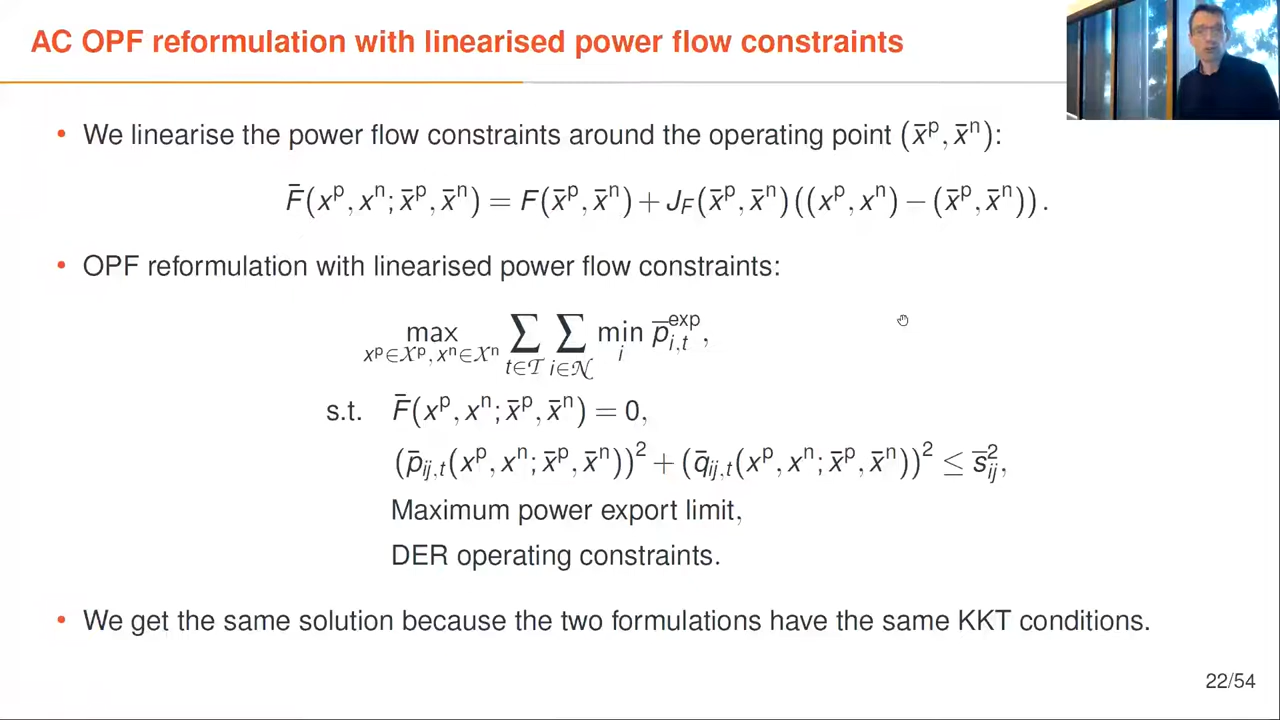 AC OPF reformulation with linearised power flow constraints
• We linearise the power flow constraints around the operating point (x̄ᵖ, x̄ⁿ):
F̄(xᵖ, xⁿ; x̄ᵖ, x̄ⁿ) = F(x̄ᵖ, x̄ⁿ) + J_F(x̄ᵖ, x̄ⁿ)((xᵖ, xⁿ) − (x̄ᵖ, x̄ⁿ)).
• OPF reformulation with linearised power flow constraints:
max_{xᵖ∈𝒳ᵖ, xⁿ∈𝒳ⁿ} ∑_{t∈𝒯} ∑_{i∈𝒩} min_i p̄_{i,t}^{exp},
s.t. F̄(xᵖ, xⁿ; x̄ᵖ, x̄ⁿ) = 0,
(p̄_{ij,t}(xᵖ, xⁿ; x̄ᵖ, x̄ⁿ))² + (q̄_{ij,t}(xᵖ, xⁿ; x̄ᵖ, x̄ⁿ))² ≤ s̄_{ij}²,
Maximum power export limit,
DER operating constraints.
• We get the same solution because the two formulations have the same KKT conditions.
22/54